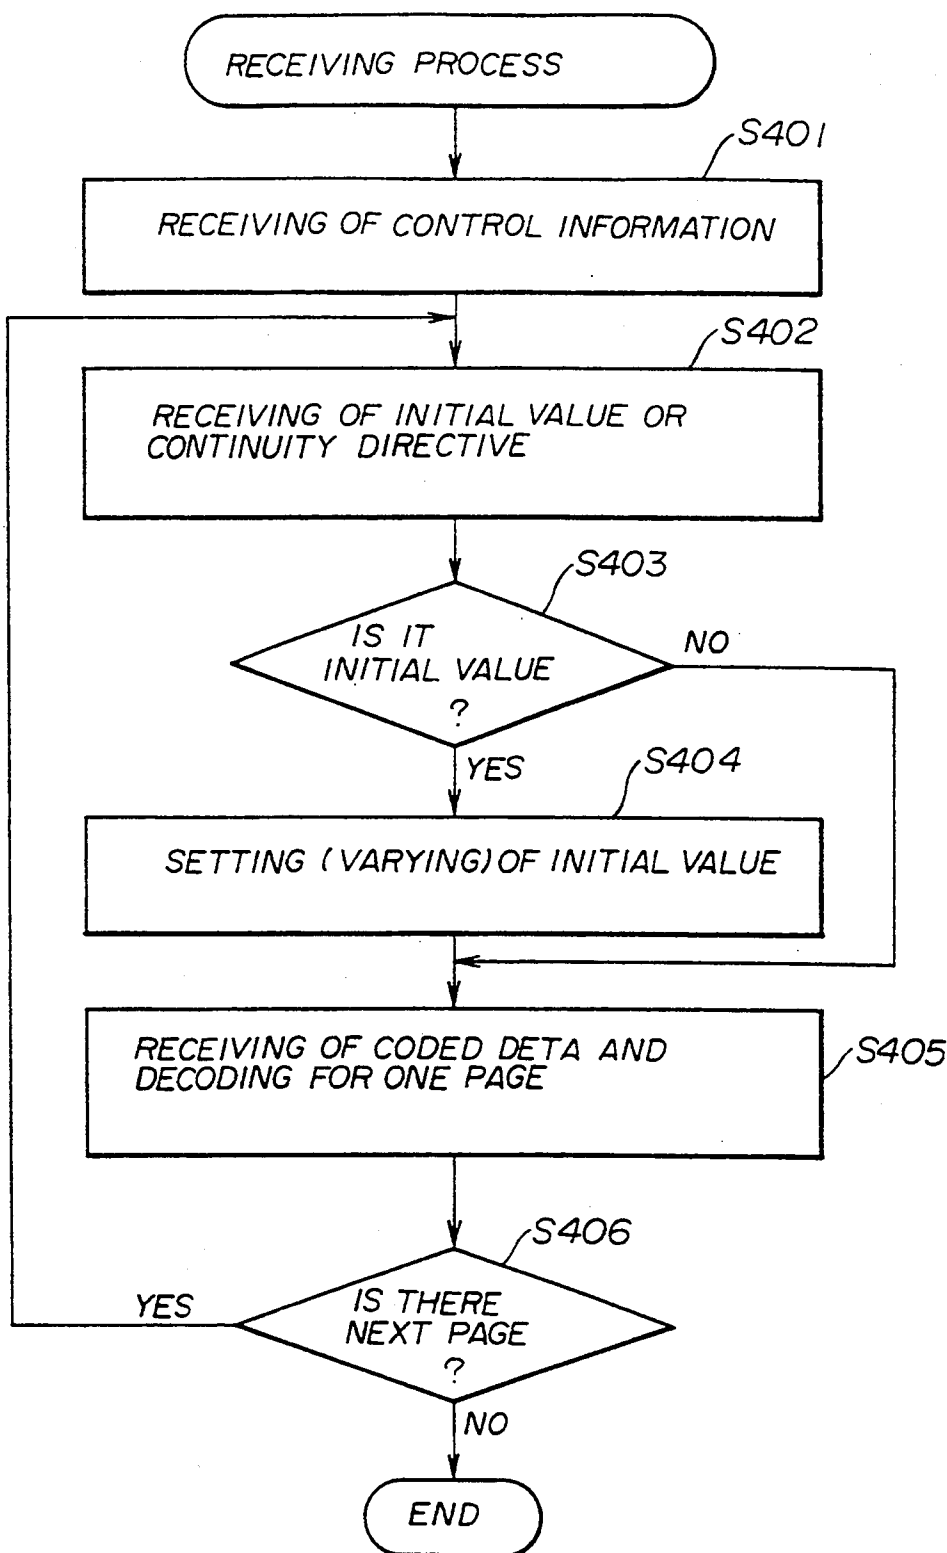 RECEIVING PROCESS
S401
RECEIVING OF CONTROL INFORMATION
S402
RECEIVING OF INITIAL VALUE OR
CONTINUITY DIRECTIVE
S403
IS IT
INITIAL VALUE
?
NO
YES
S404
SETTING (VARYING) OF INITIAL VALUE
RECEIVING OF CODED DETA AND
DECODING FOR ONE PAGE
S405
S406
IS THERE
NEXT PAGE
?
YES
NO
END